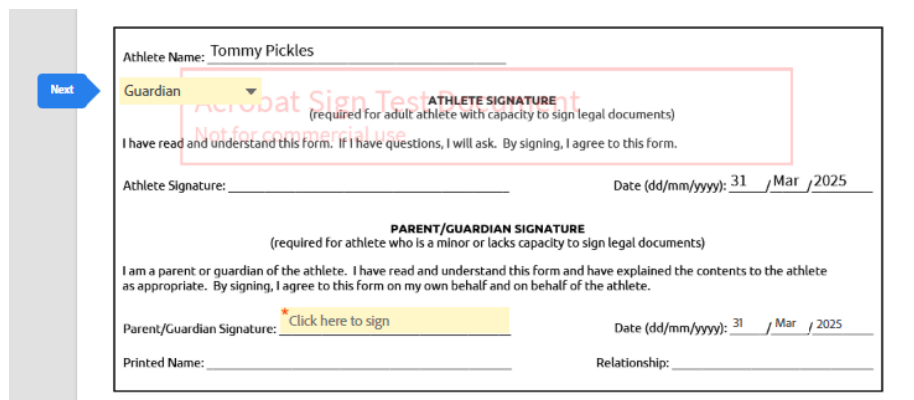 Athlete Name: Tommy Pickles
Next
Guardian
Acrobat Sign Test Document
ATHLETE SIGNATURE
(required for adult athlete with capacity to sign legal documents)
Not for commercial use
I have read and understand this form. If I have questions, I will ask. By signing, I agree to this form.
Athlete Signature: Date (dd/mm/yyyy): 31 / Mar / 2025
PARENT/GUARDIAN SIGNATURE
(required for athlete who is a minor or lacks capacity to sign legal documents)
I am a parent or guardian of the athlete. I have read and understand this form and have explained the contents to the athlete
as appropriate. By signing, I agree to this form on my own behalf and on behalf of the athlete.
Parent/Guardian Signature: * Click here to sign Date (dd/mm/yyyy): 31 / Mar / 2025
Printed Name: Relationship: